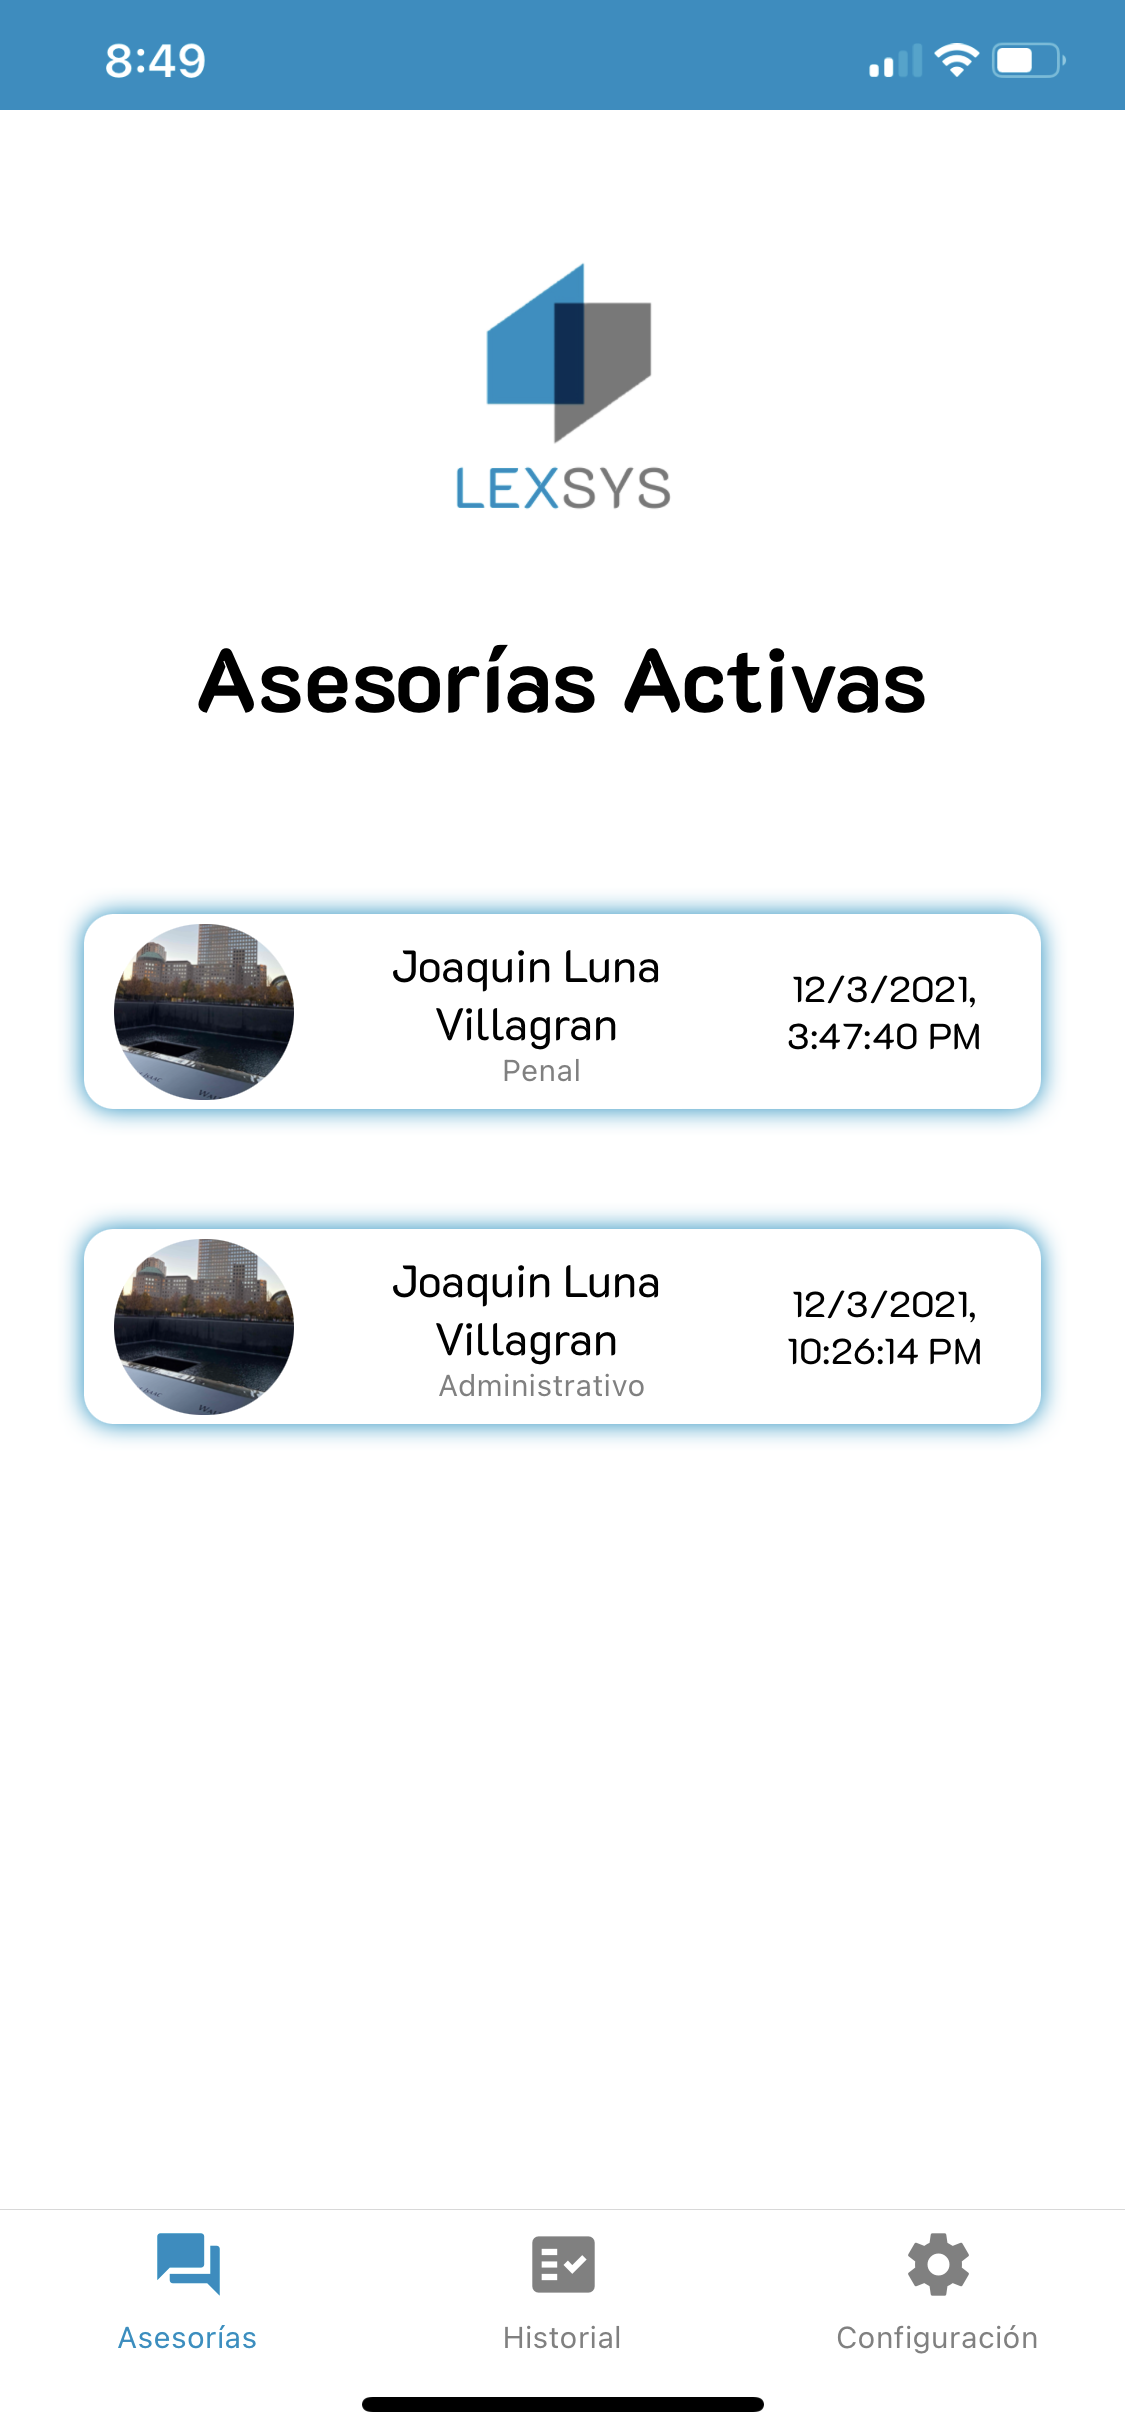 8:49
LEXSYS
Asesorías Activas
Joaquin Luna
Villagran
Penal
12/3/2021,
3:47:40 PM
Joaquin Luna
Villagran
Administrativo
12/3/2021,
10:26:14 PM
Asesorías
Historial
Configuración